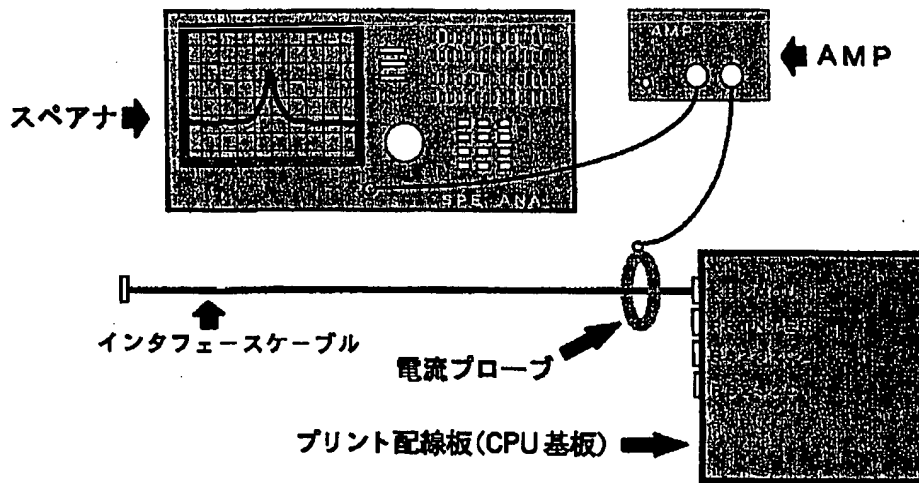 AMP
AMP
スペアナ
SPE. ANA.
インタフェースケーブル
電流プローブ
プリント配線板(CPU基板)